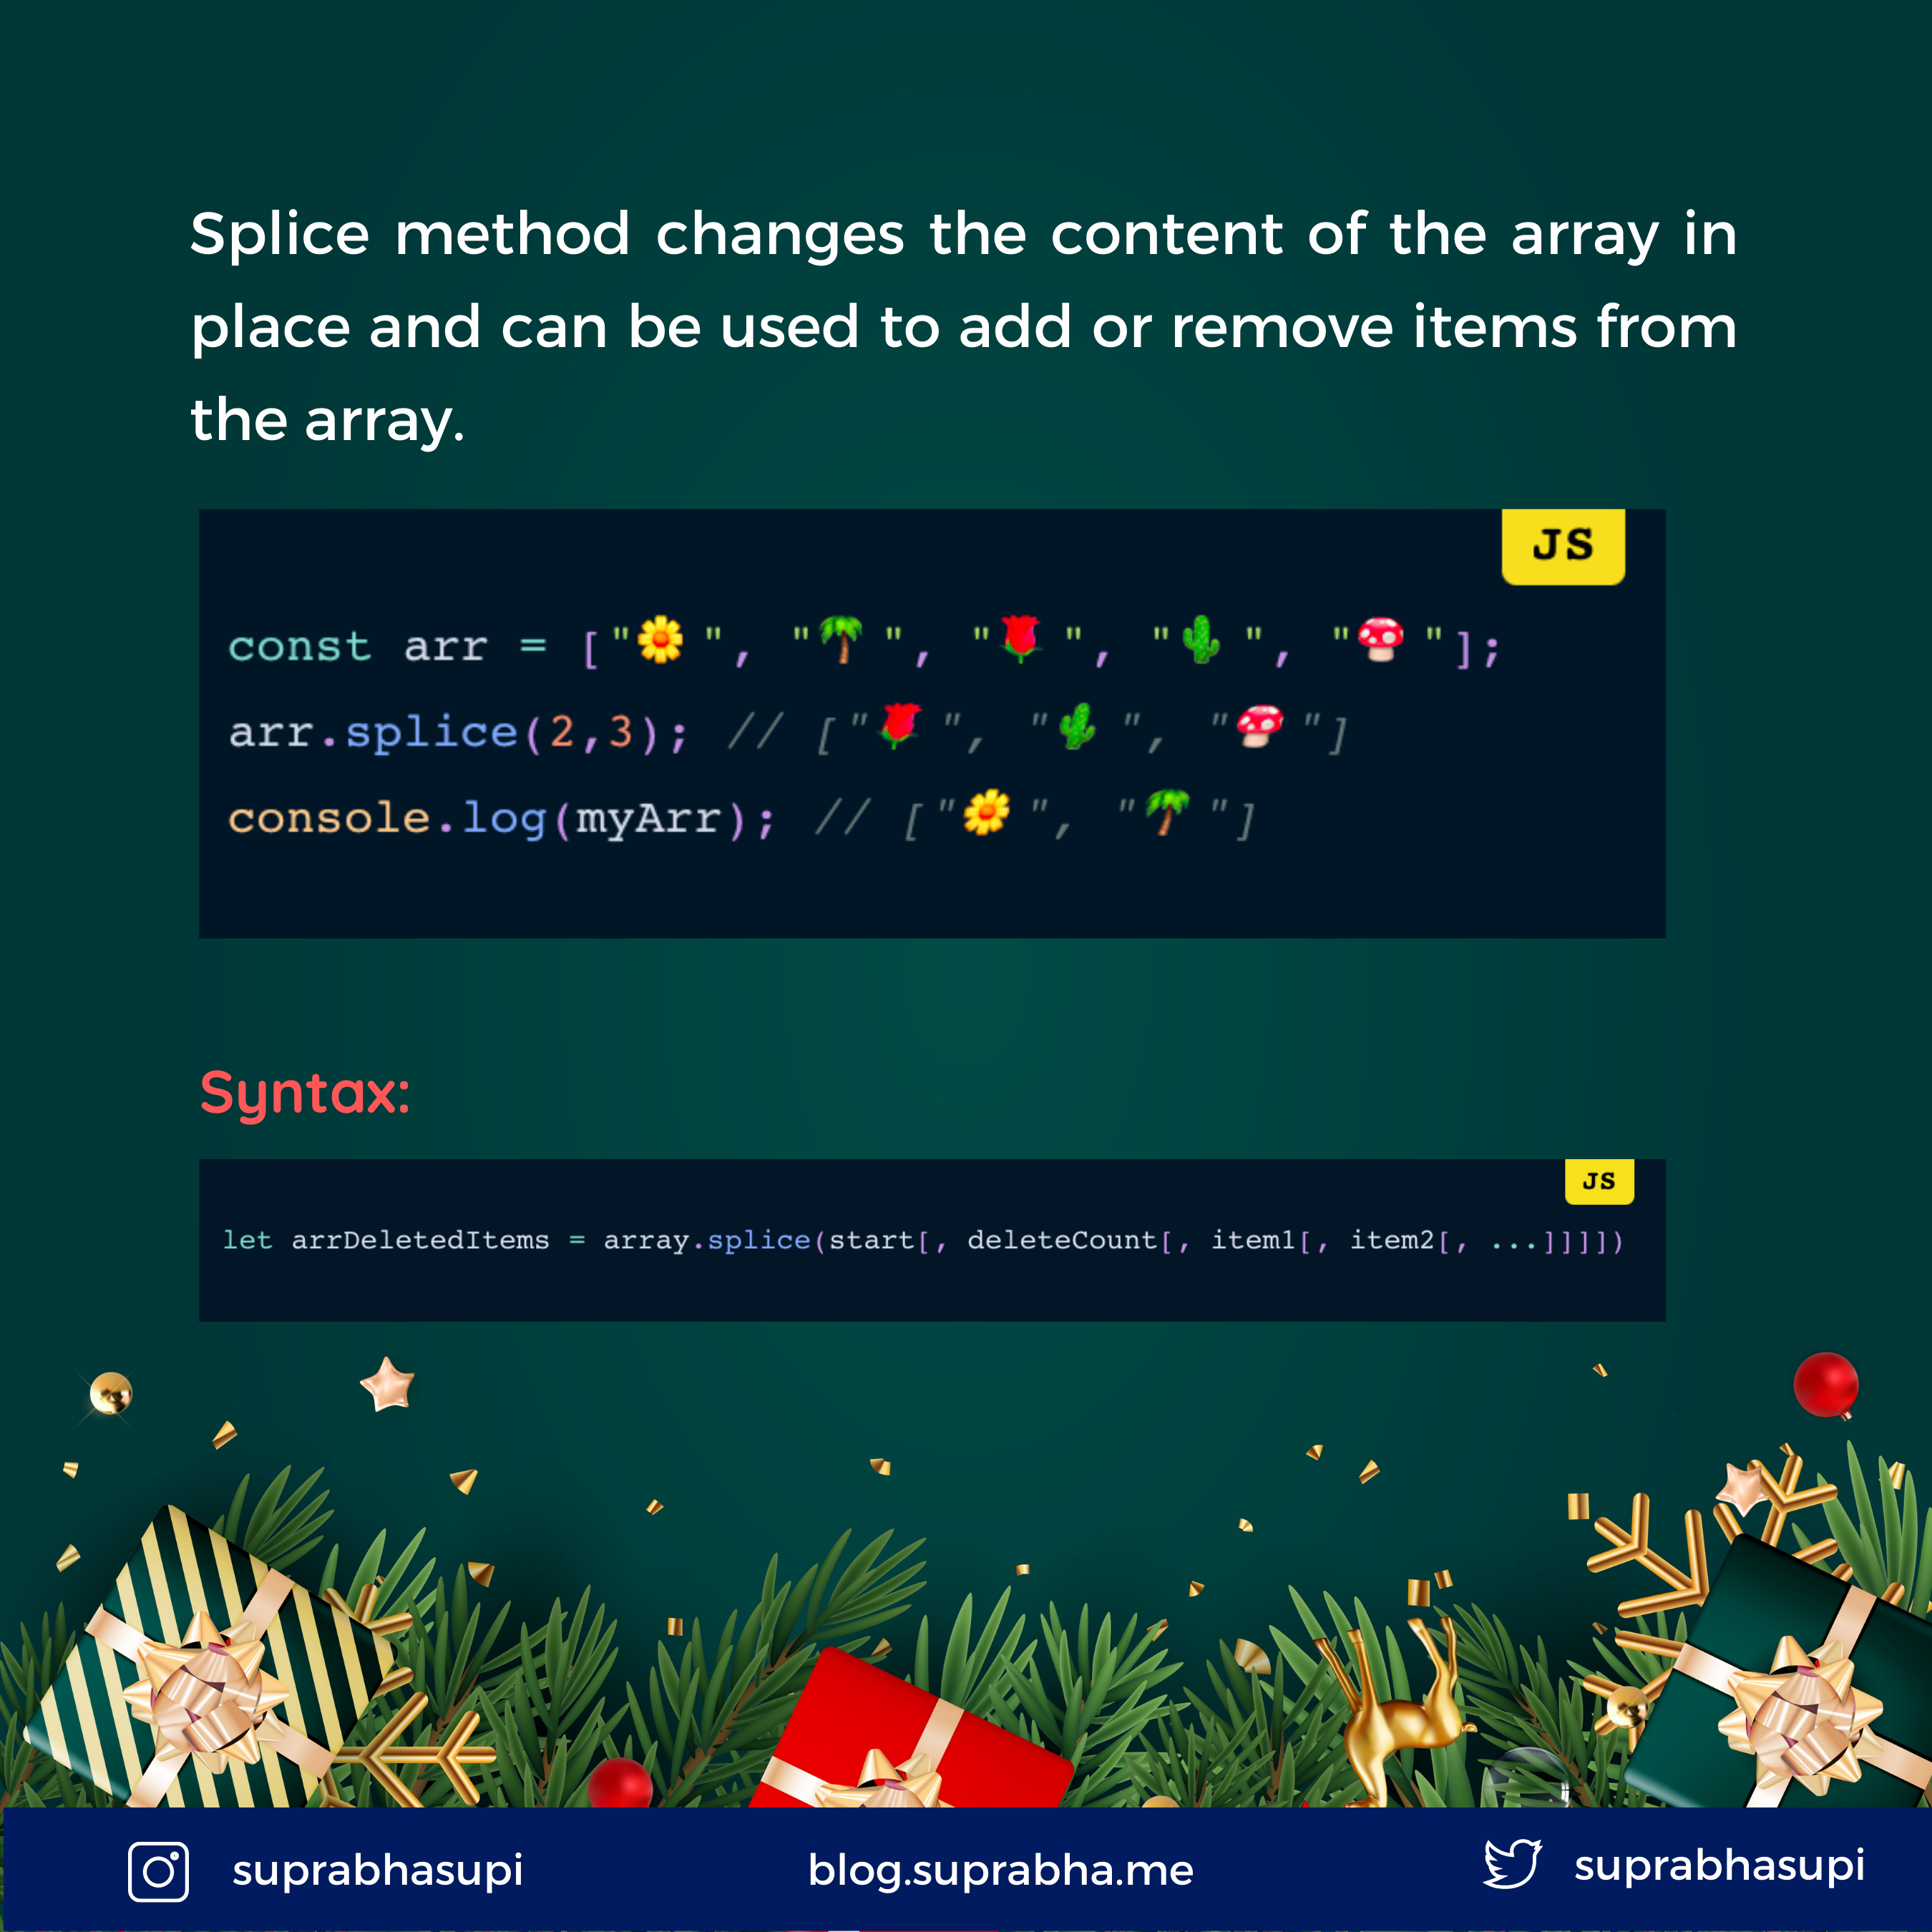 Splice method changes the content of the array in
place and can be used to add or remove items from
the array.
JS
const arr = ["🌼", "🌴", "🌹", "🌵", "🍄"];
arr.splice(2,3); // ["🌹", "🌵", "🍄"]
console.log(myArr); // ["🌼", "🌴"]
Syntax:
JS
let arrDeletedItems = array.splice(start[, deleteCount[, item1[, item2[, ...]]]])
suprabhasupi
blog.suprabha.me
suprabhasupi